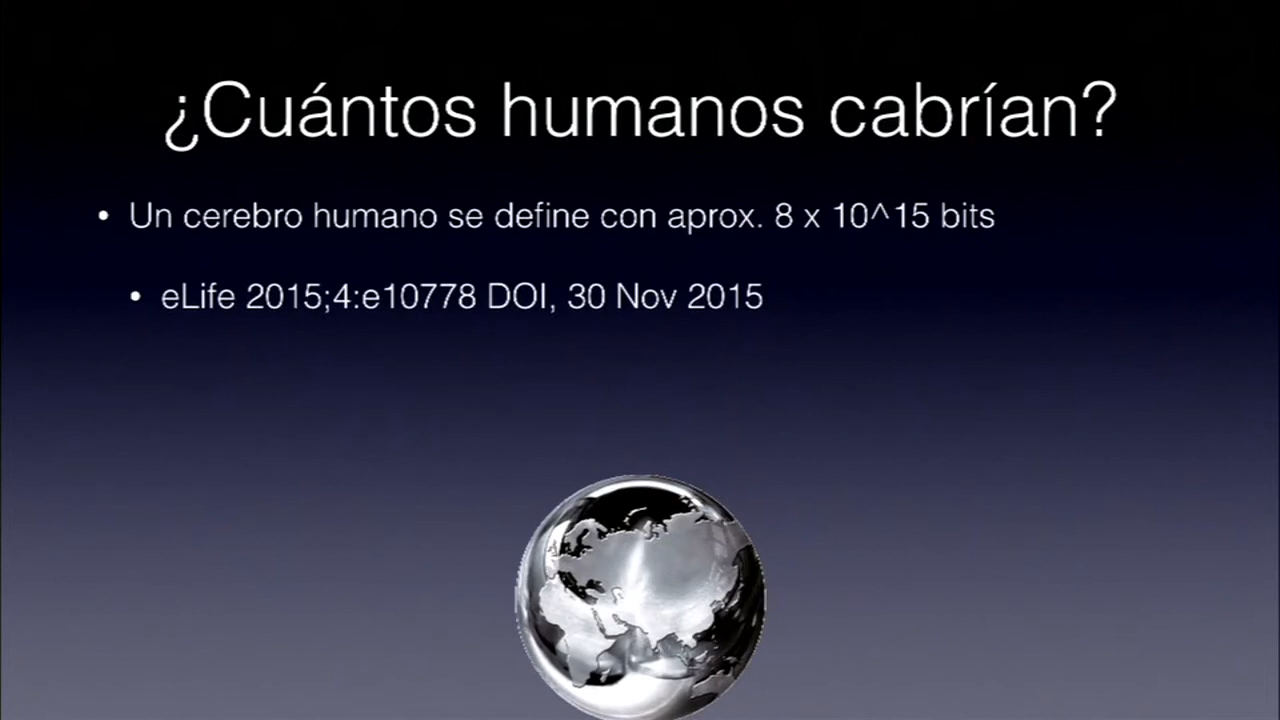 ¿Cuántos humanos cabrían?
• Un cerebro humano se define con aprox. 8 x 10^15 bits
• eLife 2015;4:e10778 DOI, 30 Nov 2015